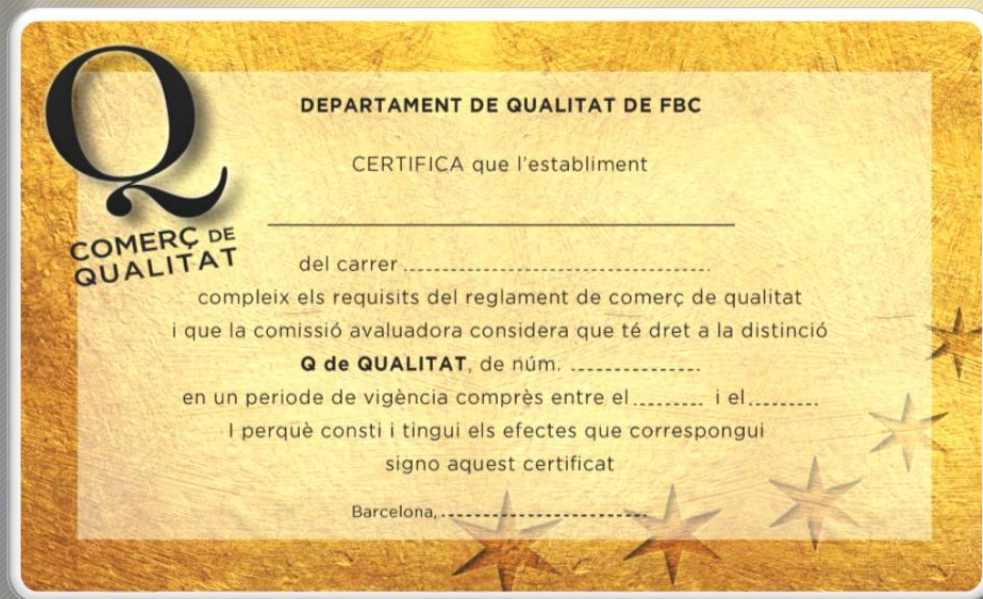 Q
COMERÇ DE
QUALITAT
DEPARTAMENT DE QUALITAT DE FBC
CERTIFICA que l'establiment
del carrer
compleix els requisits del reglament de comerç de qualitat
i que la comissió avaluadora considera que té dret a la distinció
Q de QUALITAT, de núm.
en un periode de vigència comprès entre el i el
I perquè consti i tingui els efectes que correspongui
signo aquest certificat
Barcelona,